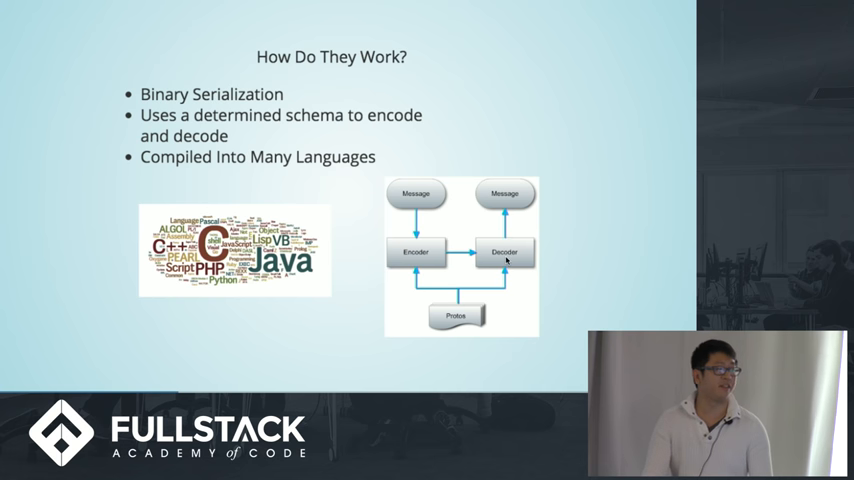 How Do They Work?
• Binary Serialization
• Uses a determined schema to encode
and decode
• Compiled Into Many Languages
Message
Message
Language Pascal
ALGOL
Object
Assembly
C++
C
shell
JavaScript
Lisp
VB
PEARL
Java
Script
PHP
Python
Encoder
Decoder
Protos
FULLSTACK
ACADEMY of CODE